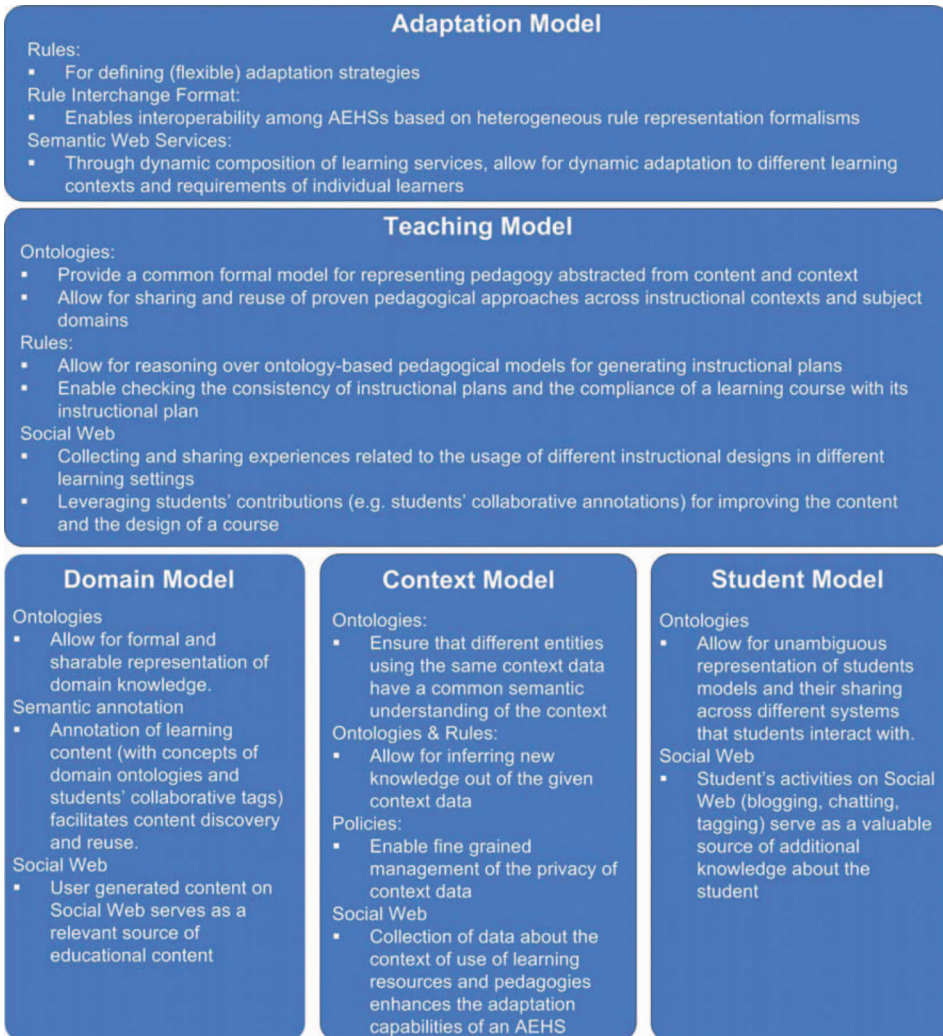 Adaptation Model
Rules:
▪ For defining (flexible) adaptation strategies
Rule Interchange Format:
▪ Enables interoperability among AEHSs based on heterogeneous rule representation formalisms
Semantic Web Services:
▪ Through dynamic composition of learning services, allow for dynamic adaptation to different learning
contexts and requirements of individual learners
Teaching Model
Ontologies:
▪ Provide a common formal model for representing pedagogy abstracted from content and context
▪ Allow for sharing and reuse of proven pedagogical approaches across instructional contexts and subject
domains
Rules:
▪ Allow for reasoning over ontology-based pedagogical models for generating instructional plans
▪ Enable checking the consistency of instructional plans and the compliance of a learning course with its
instructional plan
Social Web
▪ Collecting and sharing experiences related to the usage of different instructional designs in different
learning settings
▪ Leveraging students' contributions (e.g. students' collaborative annotations) for improving the content
and the design of a course
Domain Model
Ontologies
▪ Allow for formal and
sharable representation of
domain knowledge.
Semantic annotation
▪ Annotation of learning
content (with concepts of
domain ontologies and
students' collaborative tags)
facilitates content discovery
and reuse.
Social Web
▪ User generated content on
Social Web serves as a
relevant source of
educational content
Context Model
Ontologies:
▪ Ensure that different entities
using the same context data
have a common semantic
understanding of the context
Ontologies & Rules:
▪ Allow for inferring new
knowledge out of the given
context data
Policies:
▪ Enable fine grained
management of the privacy of
context data
Social Web
▪ Collection of data about the
context of use of learning
resources and pedagogies
enhances the adaptation
capabilities of an AEHS
Student Model
Ontologies
▪ Allow for unambiguous
representation of students
models and their sharing
across different systems
that students interact with.
Social Web
▪ Student's activities on Social
Web (blogging, chatting,
tagging) serve as a valuable
source of additional
knowledge about the
student